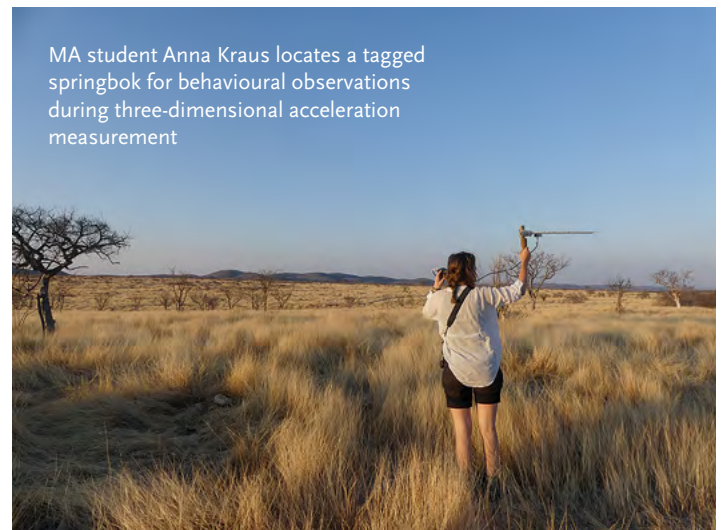 MA student Anna Kraus locates a tagged
springbok for behavioural observations
during three-dimensional acceleration
measurement